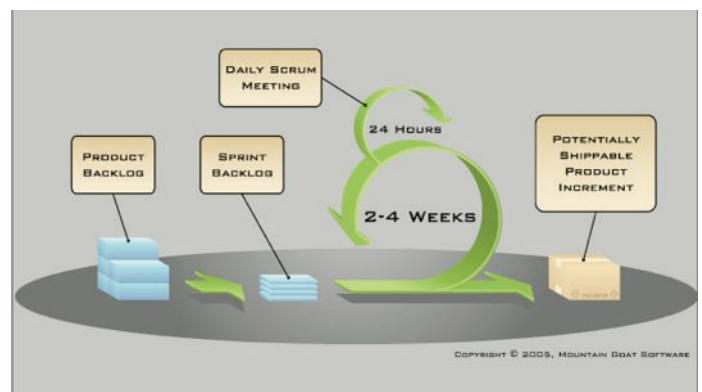 DAILY SCRUM
MEETING
24 HOURS
PRODUCT
BACKLOG
SPRINT
BACKLOG
POTENTIALLY
SHIPPABLE
PRODUCT
INCREMENT
2-4 WEEKS
COPYRIGHT © 2005, MOUNTAIN GOAT SOFTWARE